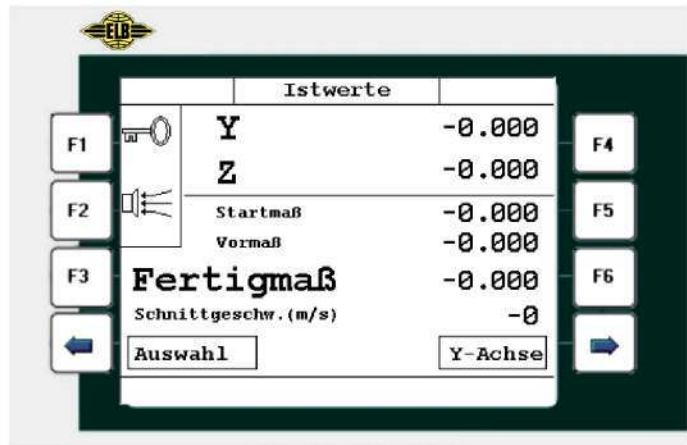 ELB
Istwerte
F1
Y -0.000
F4
Z -0.000
F2
Startmaß -0.000
F5
Vormaß -0.000
F3
Fertigmaß -0.000
F6
Schnittgeschw.(m/s) -0
Auswahl
Y-Achse